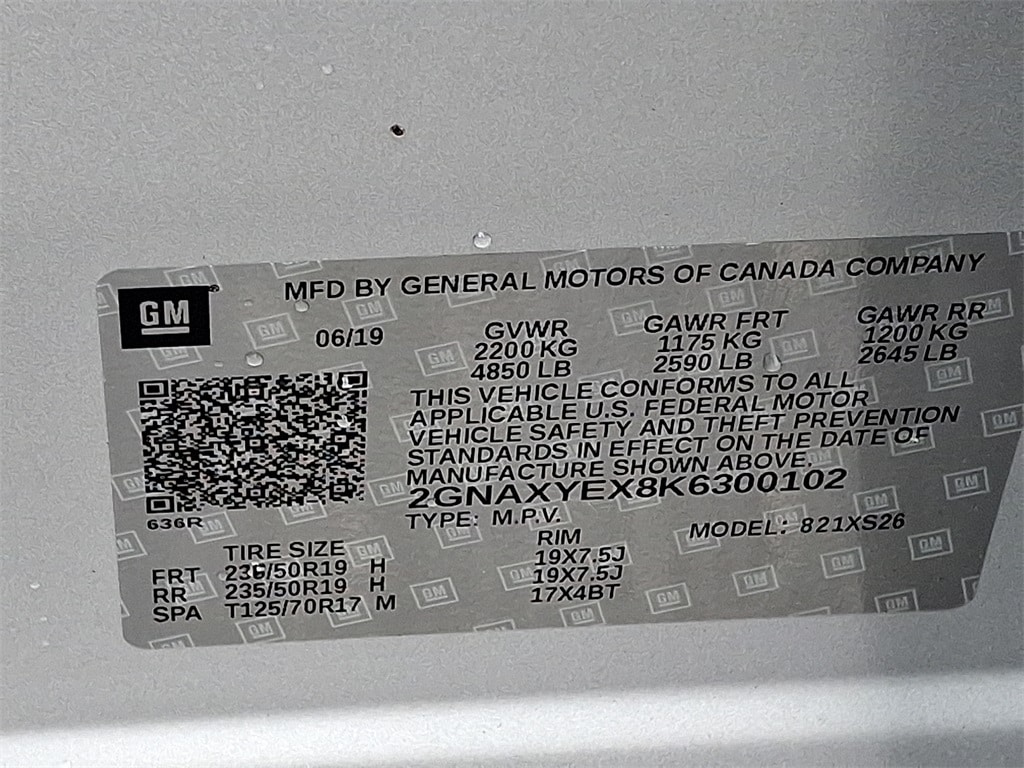 GM®
MFD BY GENERAL MOTORS OF CANADA COMPANY
06/19
GVWR
2200 KG
4850 LB
GAWR FRT
1175 KG
2590 LB
GAWR RR
1200 KG
2645 LB
THIS VEHICLE CONFORMS TO ALL
APPLICABLE U.S. FEDERAL MOTOR
VEHICLE SAFETY AND THEFT PREVENTION
STANDARDS IN EFFECT ON THE DATE OF
MANUFACTURE SHOWN ABOVE.
2GNAXYEX8K6300102
TYPE: M.P.V.
MODEL: 821XS26
636R
TIRE SIZE
RIM
FRT 235/50R19 H 19X7.5J
RR 235/50R19 H 19X7.5J
SPA T125/70R17 M 17X4BT